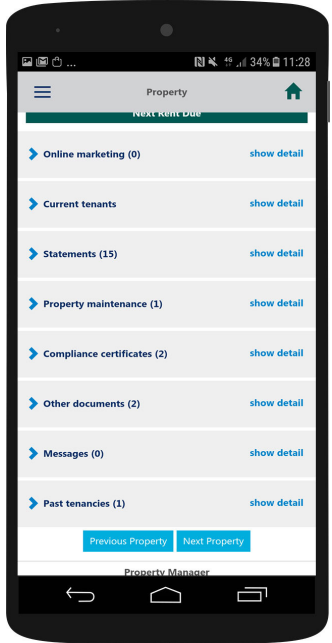 ... 4G 34% 11:28
Property
Next Rent Due
Online marketing (0) show detail
Current tenants show detail
Statements (15) show detail
Property maintenance (1) show detail
Compliance certificates (2) show detail
Other documents (2) show detail
Messages (0) show detail
Past tenancies (1) show detail
Previous Property Next Property
Property Manager